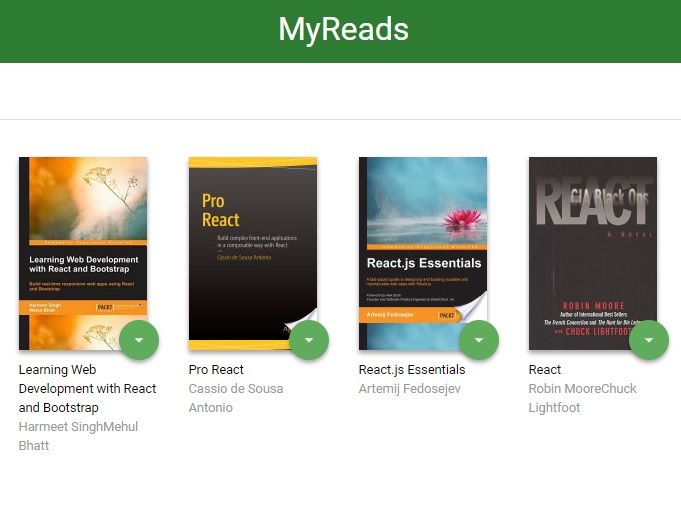 MyReads
Learning Web Development
with React and Bootstrap
Build real-time responsive web apps using React
and Bootstrap
Harmeet Singh
Mehul Bhatt
PACKT
Pro
React
Build complex front-end applications
in a composable way with React
Cássio de Sousa Antonio
React.js Essentials
A fast-paced guide to designing and building scalable and
maintainable web apps with React.js
Artemij Fedosejev
PACKT
CIA Black Ops
REACT
A NOVEL
ROBIN MOORE
Author of International Best Sellers
The French Connection and The Hunt for Bin Laden
AND CHUCK LIGHTFOOT
Learning Web
Development with React
and Bootstrap
Harmeet SinghMehul
Bhatt
Pro React
Cassio de Sousa
Antonio
React.js Essentials
Artemij Fedosejev
React
Robin MooreChuck
Lightfoot